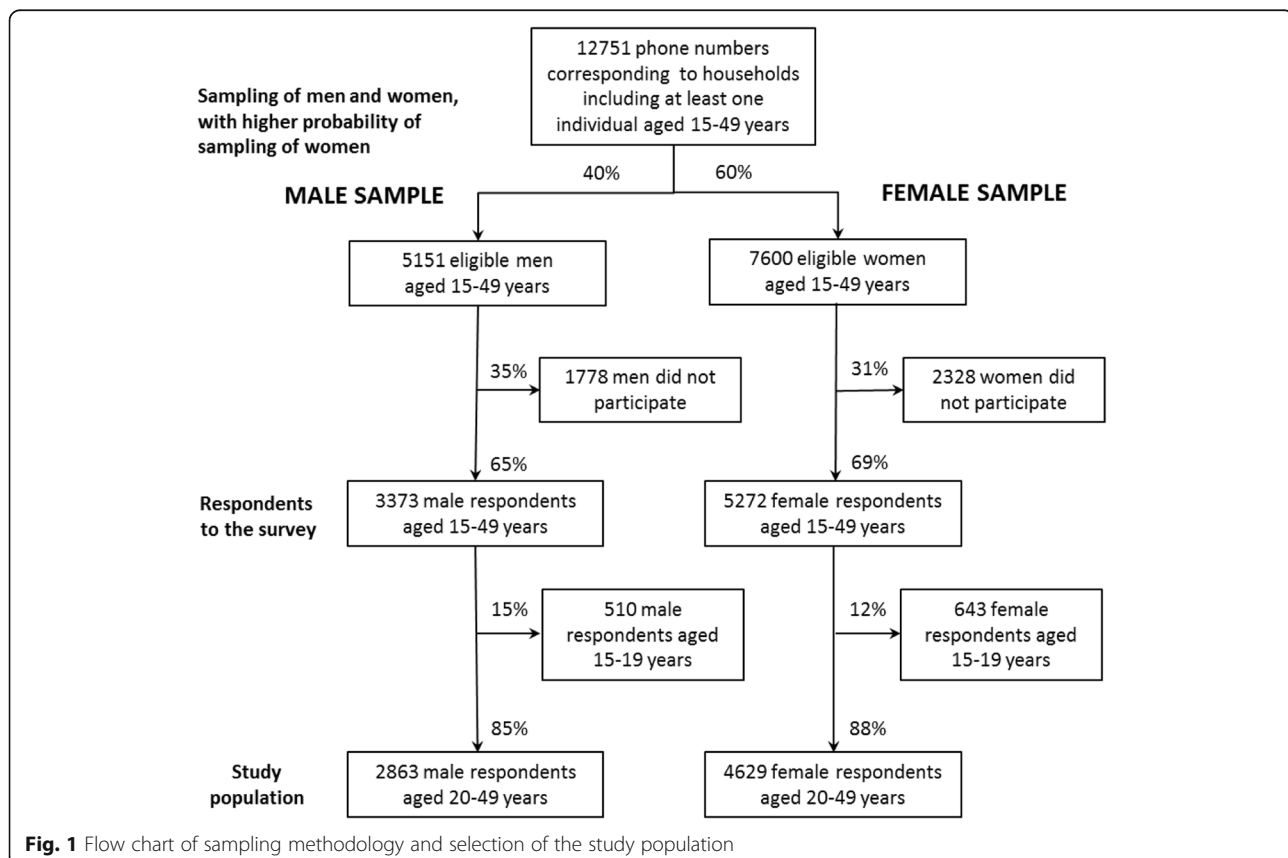 12751 phone numbers
corresponding to households
including at least one
individual aged 15-49 years
Sampling of men and women,
with higher probability of
sampling of women
40%
60%
MALE SAMPLE
FEMALE SAMPLE
5151 eligible men
aged 15-49 years
7600 eligible women
aged 15-49 years
35%
1778 men did not
participate
31%
2328 women did
not participate
65%
69%
Respondents
to the survey
3373 male respondents
aged 15-49 years
5272 female respondents
aged 15-49 years
15%
510 male
respondents aged
15-19 years
12%
643 female
respondents aged
15-19 years
85%
88%
Study
population
2863 male respondents
aged 20-49 years
4629 female respondents
aged 20-49 years
Fig. 1 Flow chart of sampling methodology and selection of the study population